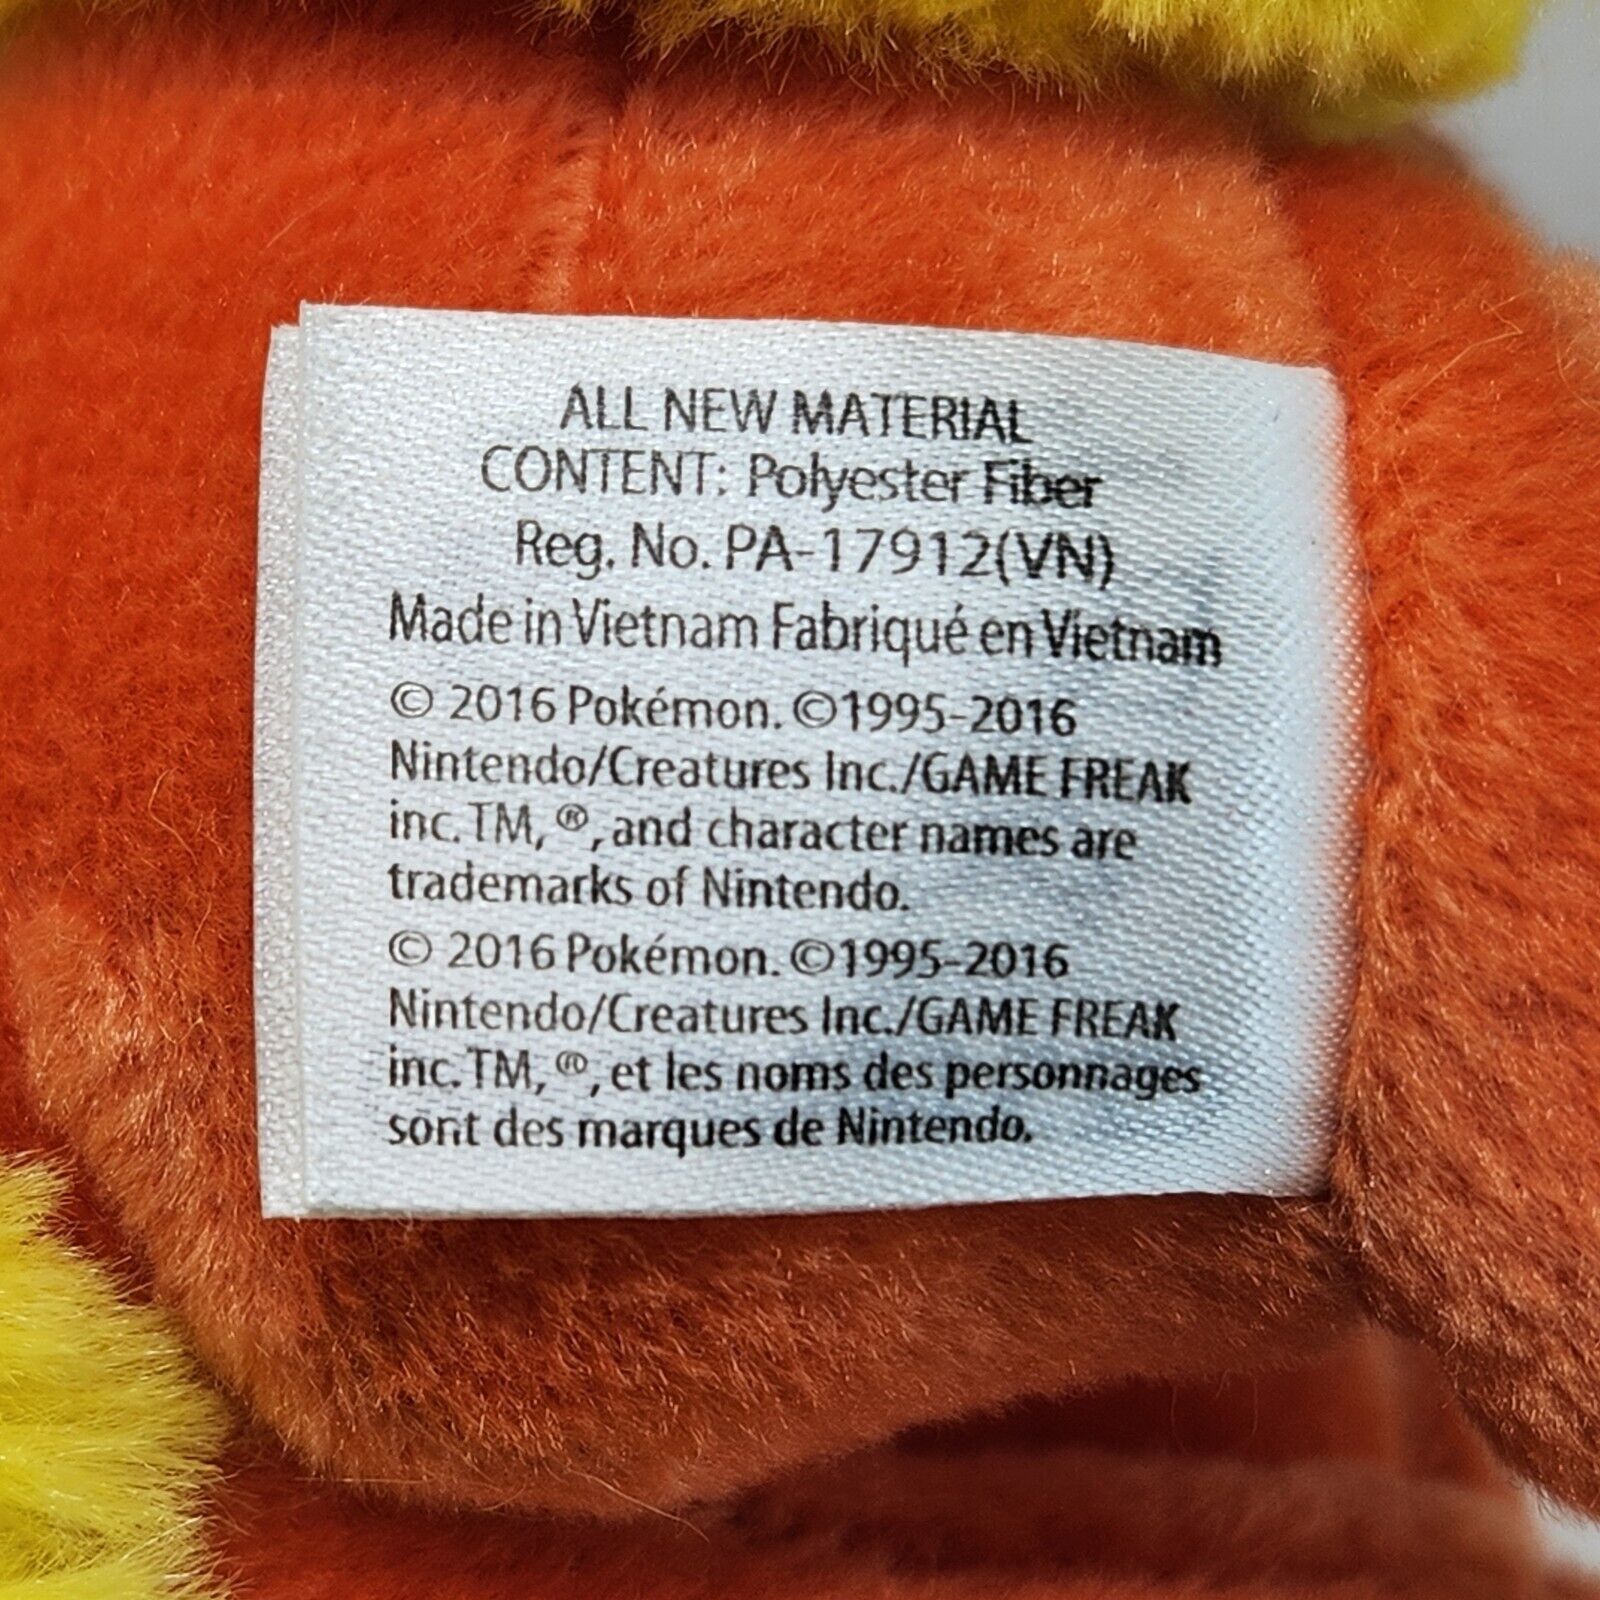 ALL NEW MATERIAL
CONTENT: Polyester Fiber
Reg. No. PA-17912(VN)
Made in Vietnam Fabriqué en Vietnam
© 2016 Pokémon. ©1995-2016
Nintendo/Creatures Inc./GAME FREAK
inc.TM, ®, and character names are
trademarks of Nintendo.
© 2016 Pokémon. ©1995-2016
Nintendo/Creatures Inc./GAME FREAK
inc.TM, ®, et les noms des personnages
sont des marques de Nintendo.